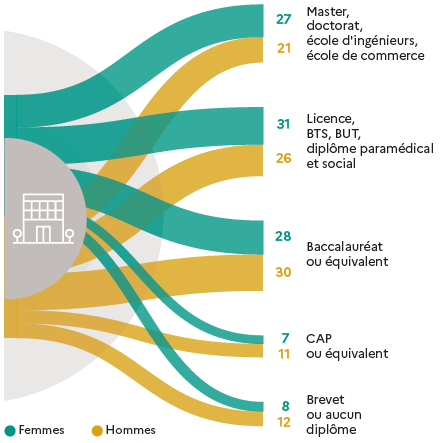 27
21
Master,
doctorat,
école d'ingénieurs,
école de commerce
31
26
Licence,
BTS, BUT,
diplôme paramédical
et social
28
30
Baccalauréat
ou équivalent
7
11
CAP
ou équivalent
8
12
Brevet
ou aucun
diplôme
Femmes
Hommes